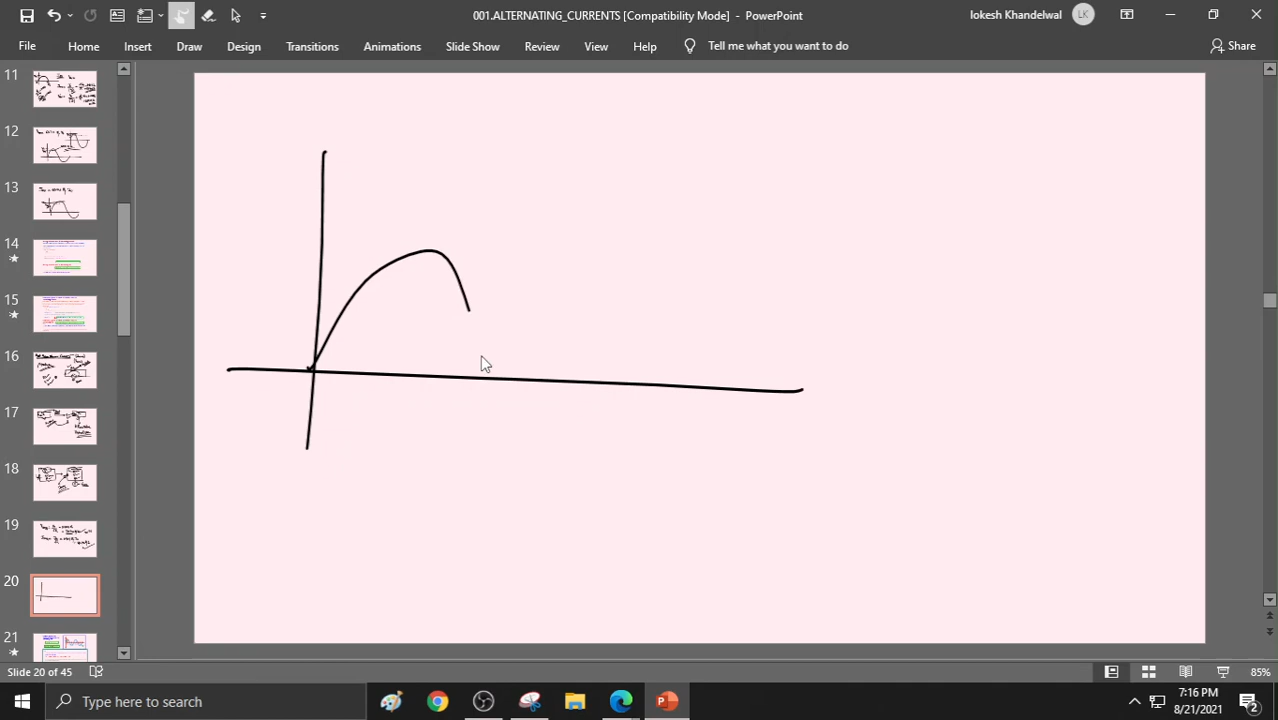 001.ALTERNATING_CURRENTS [Compatibility Mode] - PowerPoint
lokesh Khandelwal
LK
File
Home
Insert
Draw
Design
Transitions
Animations
Slide Show
Review
View
Help
Tell me what you want to do
Share
11
12
13
14
15
16
17
18
19
20
21
Slide 20 of 45
85%
Type here to search
7:16 PM
8/21/2021
2